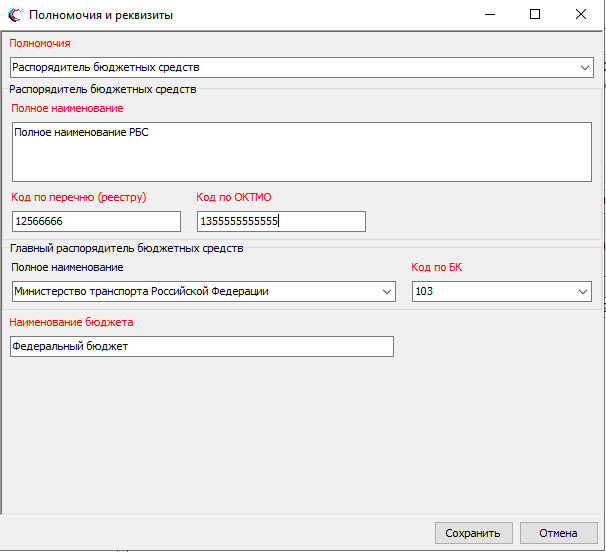 Полномочия и реквизиты
Полномочия
Распорядитель бюджетных средств
Распорядитель бюджетных средств
Полное наименование
Полное наименование РБС
Код по перечню (реестру) Код по ОКТМО
12566666 1355555555555
Главный распорядитель бюджетных средств
Полное наименование Код по БК
Министерство транспорта Российской Федерации 103
Наименование бюджета
Федеральный бюджет
Сохранить Отмена